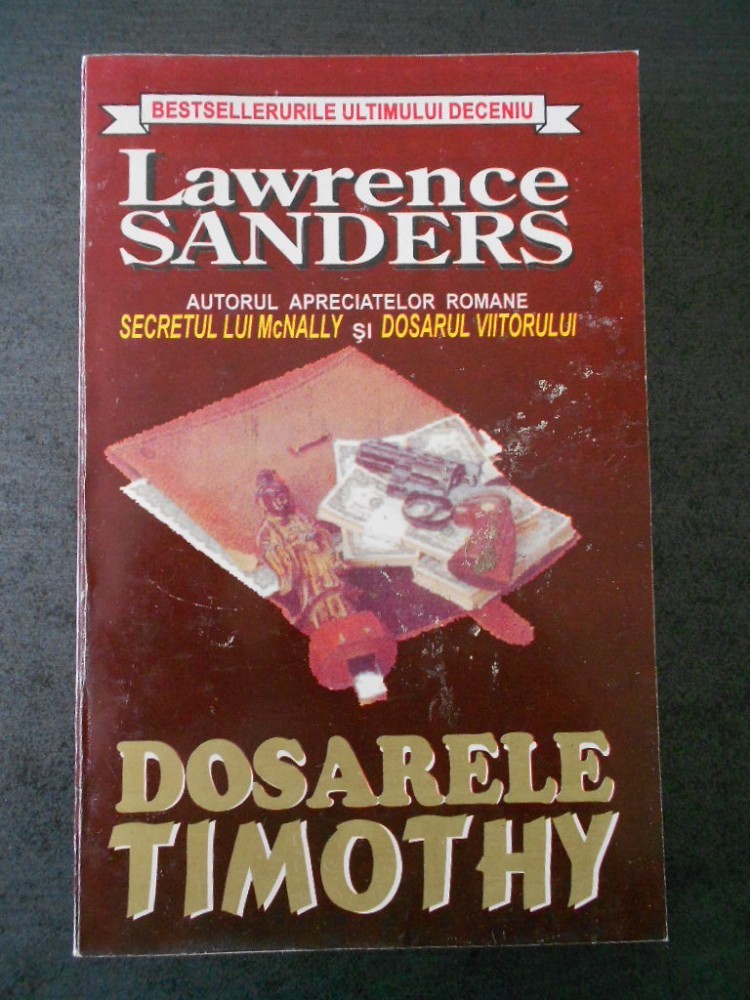 BESTSELLERURILE ULTIMULUI DECENIU
Lawrence
SANDERS
AUTORUL APRECIATELOR ROMANE
SECRETUL LUI McNALLY ŞI DOSARUL VIITORULUI
DOSARELE
TIMOTHY